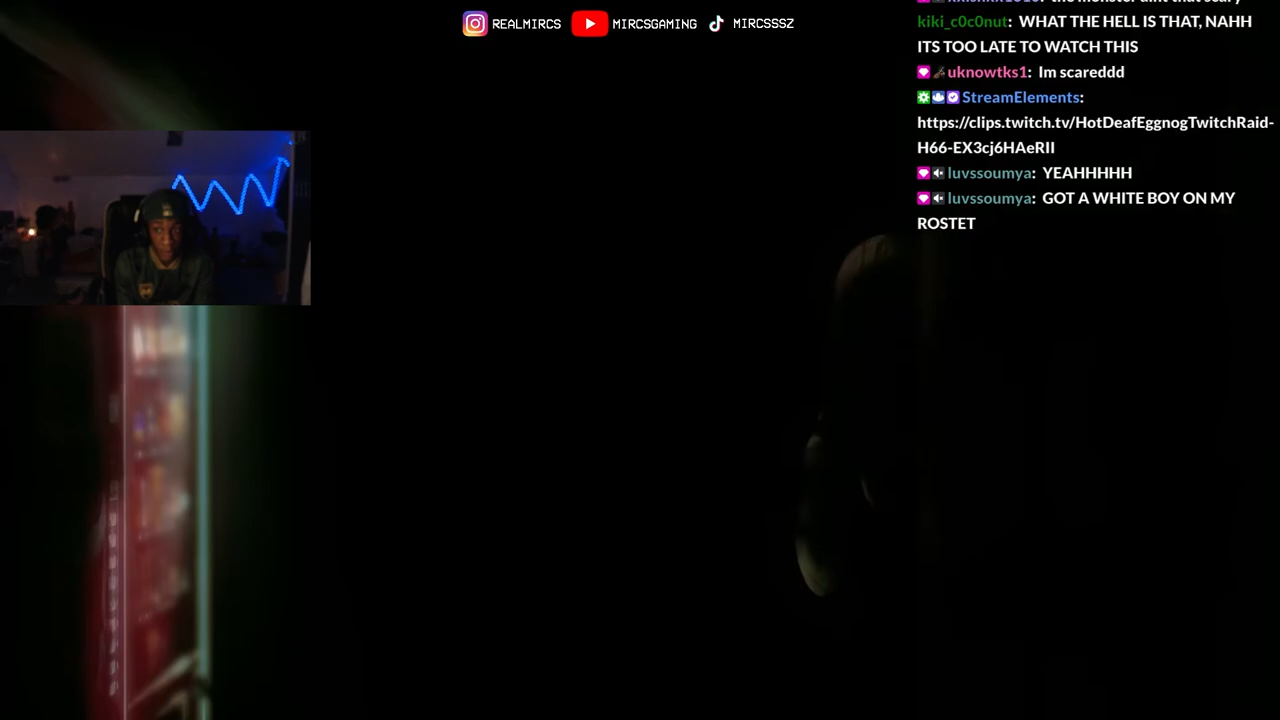 REALMIRCS MIRCSGAMING MIRCSSSZ
kiki_c0c0nut: WHAT THE HELL IS THAT, NAHH
ITS TOO LATE TO WATCH THIS
uknowtks1: Im scareddd
StreamElements:
https://clips.twitch.tv/HotDeafEggnogTwitchRaid-
H66-EX3cj6HAeRII
luvssoumya: YEAHHHHH
luvssoumya: GOT A WHITE BOY ON MY
ROSTET